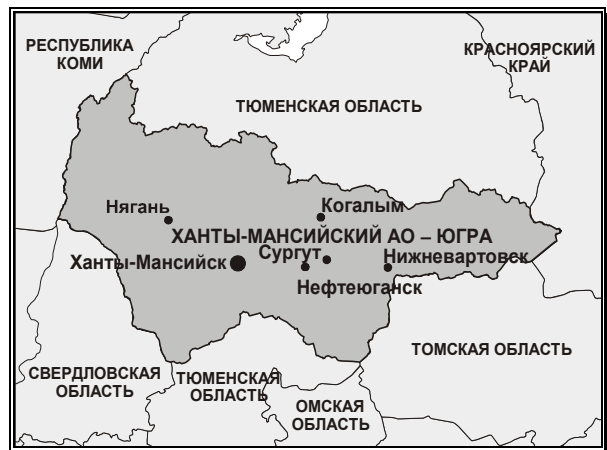 РЕСПУБЛИКА
КОМИ
КРАСНОЯРСКИЙ
КРАЙ
ТЮМЕНСКАЯ ОБЛАСТЬ
Нягань
Когалым
ХАНТЫ-МАНСИЙСКИЙ АО – ЮГРА
Ханты-Мансийск
Сургут
Нижневартовск
Нефтеюганск
ТОМСКАЯ ОБЛАСТЬ
СВЕРДЛОВСКАЯ
ОБЛАСТЬ
ТЮМЕНСКАЯ
ОБЛАСТЬ
ОМСКАЯ
ОБЛАСТЬ